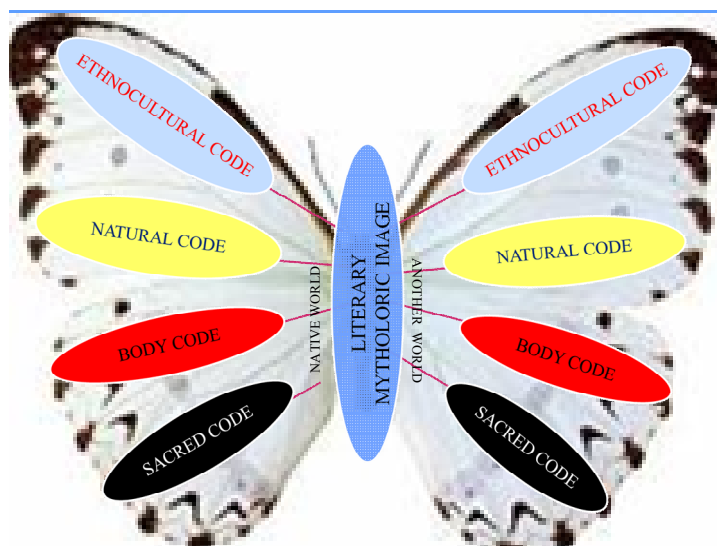 ETHNOCULTURAL CODE
NATURAL CODE
BODY CODE
SACRED CODE
NATIVE WORLD
LITERARY
MYTHOLORIC IMAGE
ANOTHER WORLD
ETHNOCULTURAL CODE
NATURAL CODE
BODY CODE
SACRED CODE